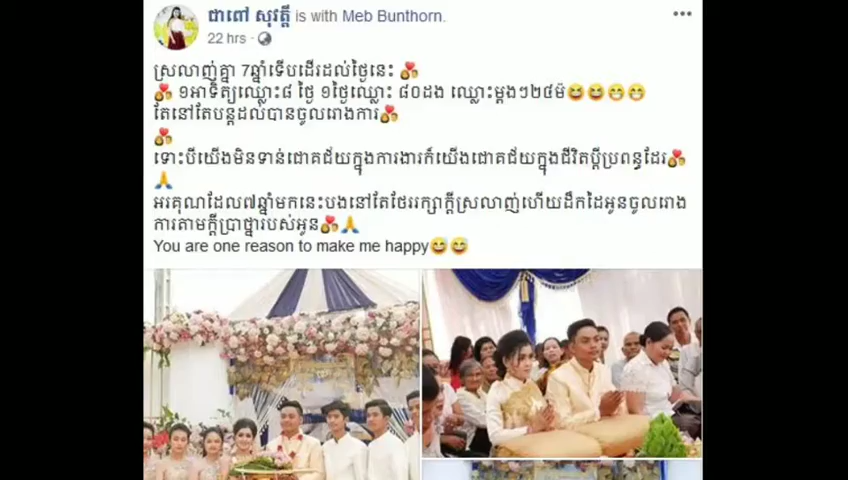 ជាពៅ សុវត្តី is with Meb Bunthorn.
22 hrs ·
ស្រលាញ់គ្នា 7ឆ្នាំទើបដើរដល់ថ្ងៃនេះ 💏
💏 ១អាទិត្យឈ្លោះ៨ ថ្ងៃ ១ថ្ងៃឈ្លោះ ៨០ដង ឈ្លោះម្ដងៗ២៨ម៉😂😂😁😁
តែនៅតែបន្តដល់បានចូលរោងការ💏
💏
ទោះបីយើងមិនទាន់ជោគជ័យក្នុងការងារក៏យើងជោគជ័យក្នុងជីវិតប្ដីប្រពន្ធដែរ💏
🙏
អរគុណដែល៧ឆ្នាំមកនេះបងនៅតែថែររក្សាក្ដីស្រលាញ់ហើយដឹកដៃអូនចូលរោង
ការតាមក្ដីប្រាថ្នារបស់អូន💏🙏
You are one reason to make me happy😅😅